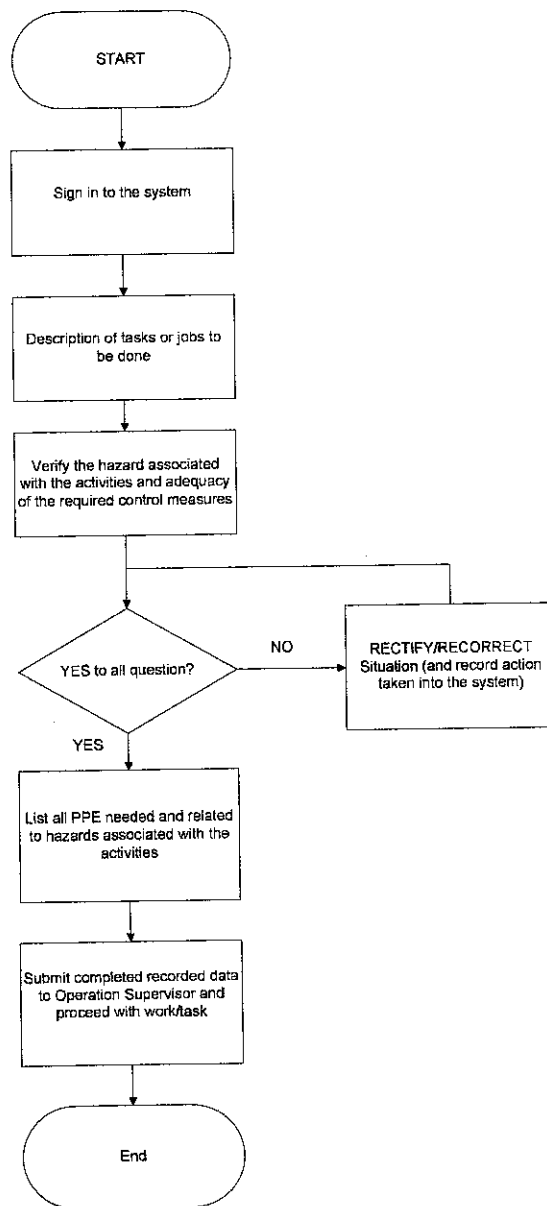 START
Sign in to the system
Description of tasks or jobs to
be done
Verify the hazard associated
with the activities and adequacy
of the required control measures
YES to all question?
NO
RECTIFY/RECORRECT
Situation (and record action
taken into the system)
YES
List all PPE needed and related
to hazards associated with the
activities
Submit completed recorded data
to Operation Supervisor and
proceed with work/task
End